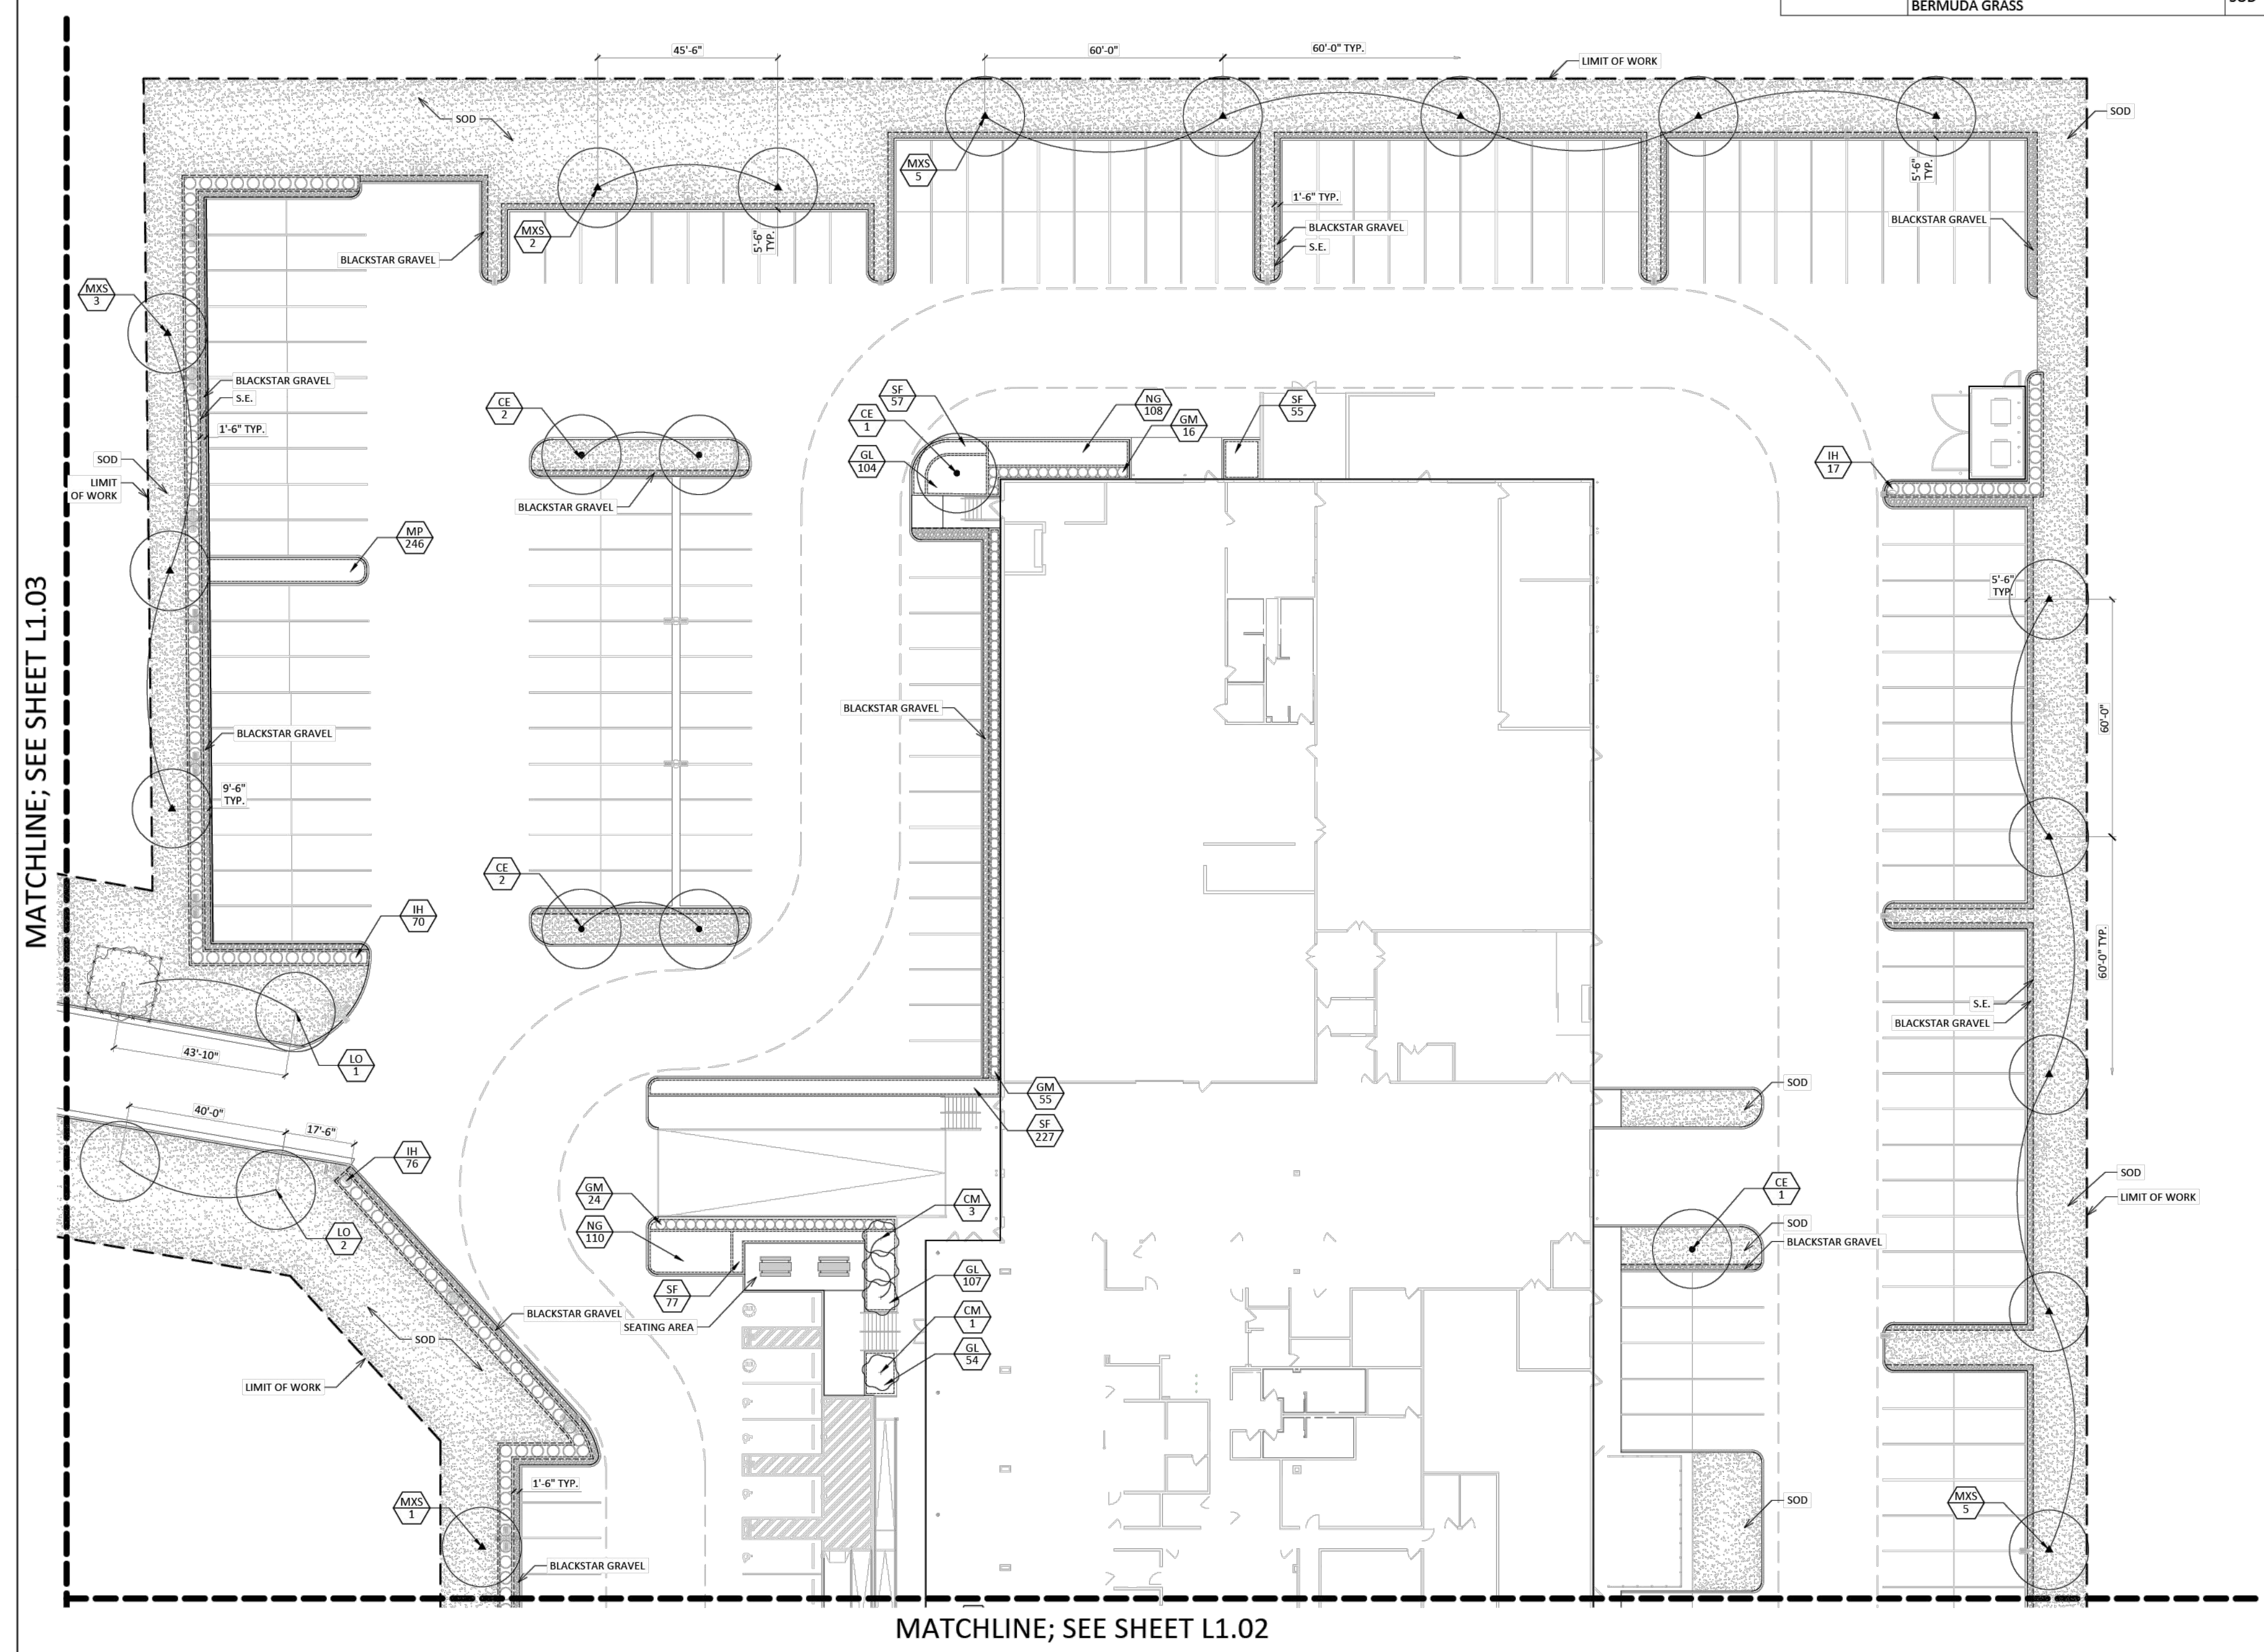 BERMUDA GRASS
SOD
45'-6"
60'-0"
60'-0" TYP.
LIMIT OF WORK
SOD
SOD
MXS
5
5'-6"
TYP.
1'-6" TYP.
BLACKSTAR GRAVEL
BLACKSTAR GRAVEL
S.E.
MXS
2
5'-6"
TYP.
BLACKSTAR GRAVEL
MXS
3
BLACKSTAR GRAVEL
S.E.
1'-6" TYP.
CE
2
SF
57
CE
1
GL
104
NG
108
GM
16
SF
55
SOD
LIMIT
OF WORK
IH
17
BLACKSTAR GRAVEL
MP
246
5'-6"
TYP.
MATCHLINE; SEE SHEET L1.03
BLACKSTAR GRAVEL
BLACKSTAR GRAVEL
60'-0"
9'-6"
TYP.
CE
2
IH
70
60'-0" TYP.
S.E.
BLACKSTAR GRAVEL
43'-10"
LO
1
GM
55
SF
227
SOD
40'-0"
17'-6"
IH
76
GM
24
NG
110
CM
3
CE
1
SOD
LIMIT OF WORK
SOD
BLACKSTAR GRAVEL
LO
2
SF
77
GL
107
BLACKSTAR GRAVEL
SEATING AREA
CM
1
SOD
GL
54
LIMIT OF WORK
1'-6" TYP.
MXS
1
MXS
5
SOD
BLACKSTAR GRAVEL
MATCHLINE; SEE SHEET L1.02